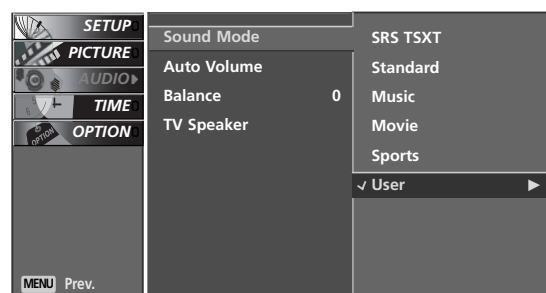 SETUP
PICTURE
AUDIO
TIME
OPTION
OPTION
MENU Prev.
Sound Mode
Auto Volume
Balance 0
TV Speaker
SRS TSXT
Standard
Music
Movie
Sports
✓ User ▶